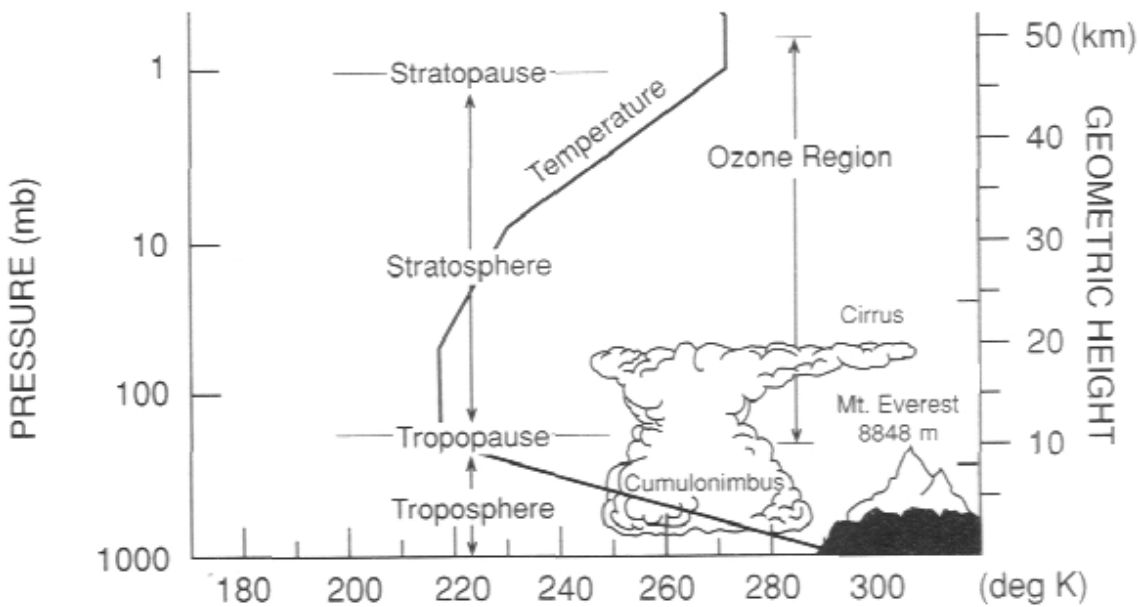 50 (km)
1
Stratopause
Temperature
40
Ozone Region
PRESSURE (mb)
GEOMETRIC HEIGHT
10
30
Stratosphere
Cirrus
20
100
Mt. Everest
8848 m
Tropopause
10
Cumulonimbus
Troposphere
1000
180 200 220 240 260 280 300 (deg K)